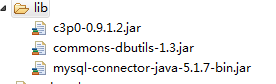 lib
c3p0-0.9.1.2.jar
commons-dbutils-1.3.jar
mysql-connector-java-5.1.7-bin.jar